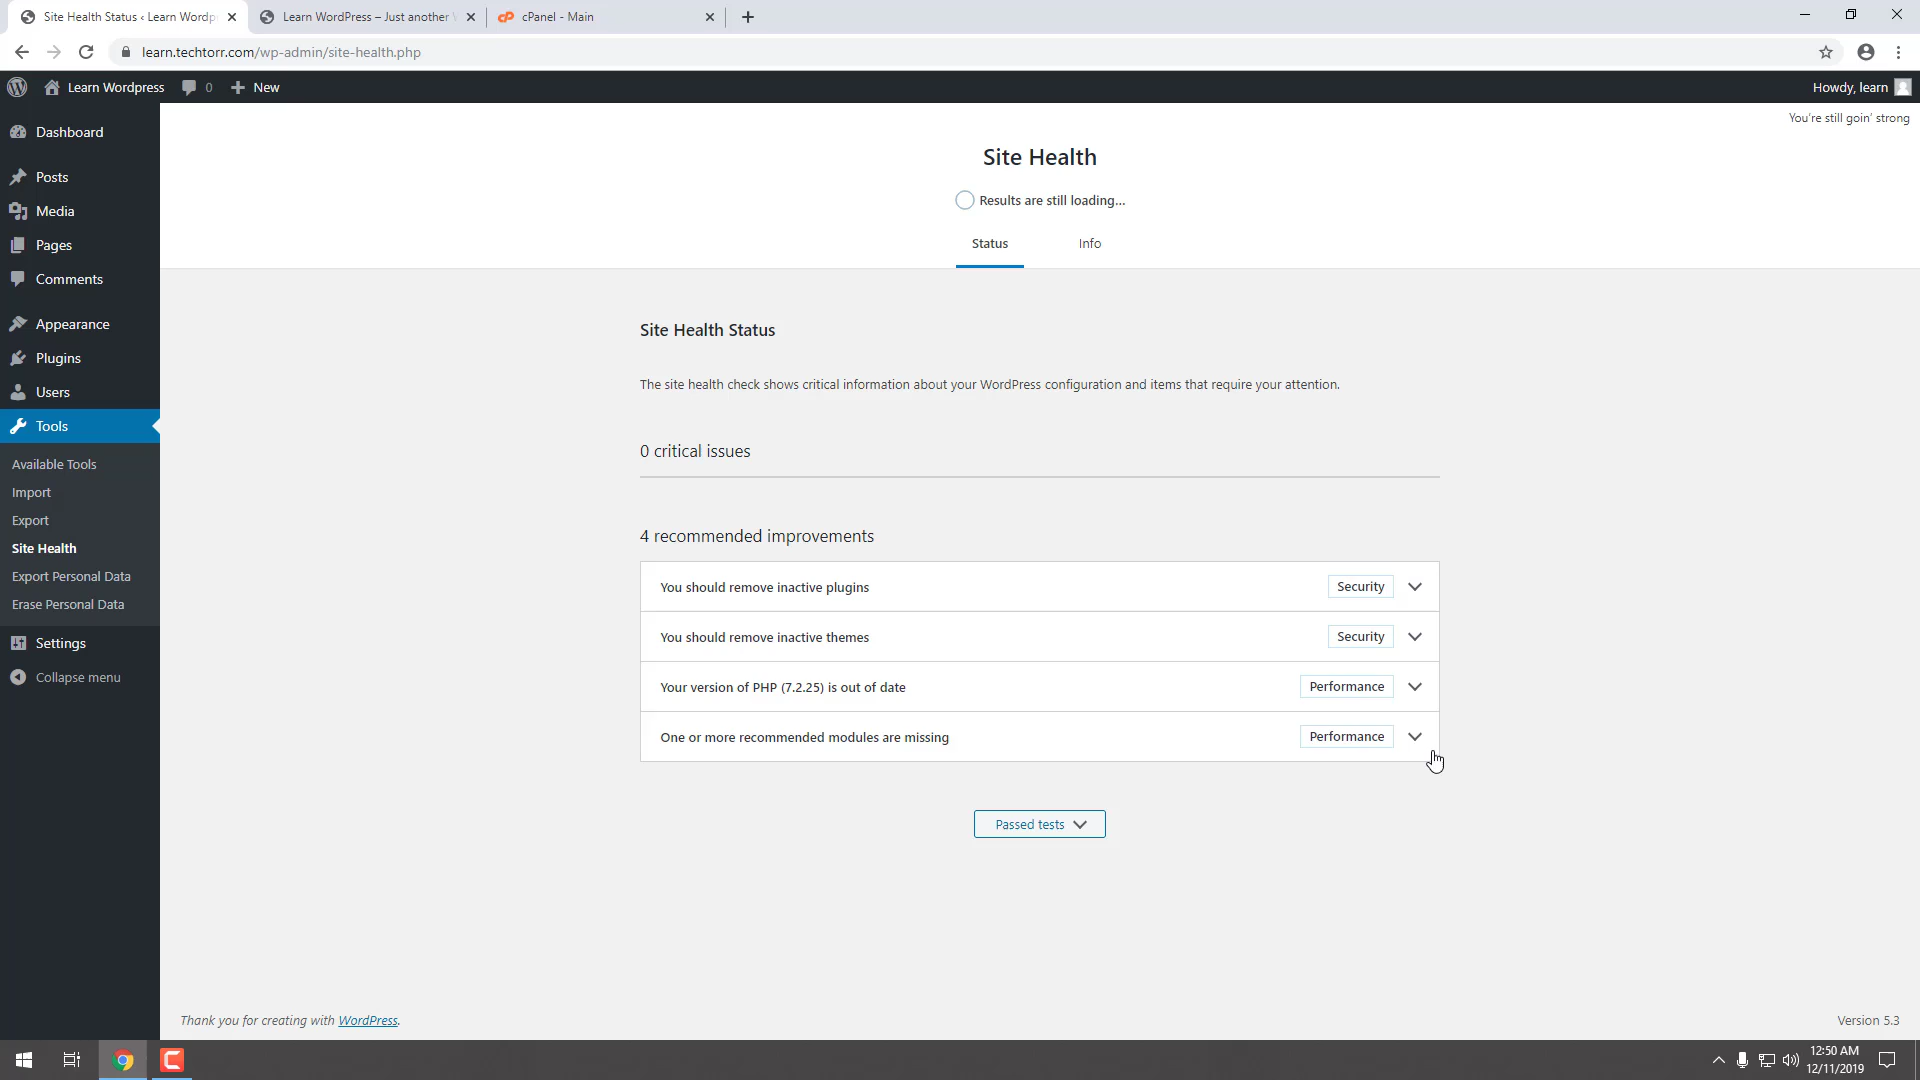 Site Health Status ‹ Learn Wordp
Learn WordPress – Just another W
cPanel - Main
learn.techtorr.com/wp-admin/site-health.php
Learn Wordpress
0
New
Howdy, learn
You're still goin' strong
Dashboard
Posts
Media
Pages
Comments
Appearance
Plugins
Users
Tools
Available Tools
Import
Export
Site Health
Export Personal Data
Erase Personal Data
Settings
Collapse menu
Site Health
Results are still loading...
Status
Info
Site Health Status
The site health check shows critical information about your WordPress configuration and items that require your attention.
0 critical issues
4 recommended improvements
You should remove inactive plugins
Security
You should remove inactive themes
Security
Your version of PHP (7.2.25) is out of date
Performance
One or more recommended modules are missing
Performance
Passed tests
Thank you for creating with WordPress.
Version 5.3
12:50 AM
12/11/2019